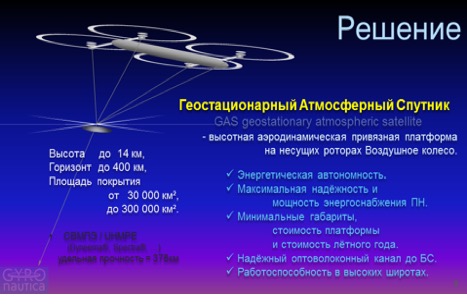 Решение
Геостационарный Атмосферный Спутник
GAS geostationary atmospheric satellite
- высотная аэродинамическая привязная платформа
на несущих роторах Воздушное колесо.
Высота до 14 км,
Горизонт до 400 км,
Площадь покрытия
от 30 000 км²,
до 300 000 км².
СВМПЭ / UHMPE
удельная прочность
✓ Энергетическая автономность.
✓ Максимальная надёжность и
мощность энергоснабжения ПН.
✓ Минимальные габариты,
стоимость платформы
и стоимость лётного года.
✓ Надёжный оптоволоконный канал до БС.
✓ Работоспособность в высоких широтах.
GYRO
nautica